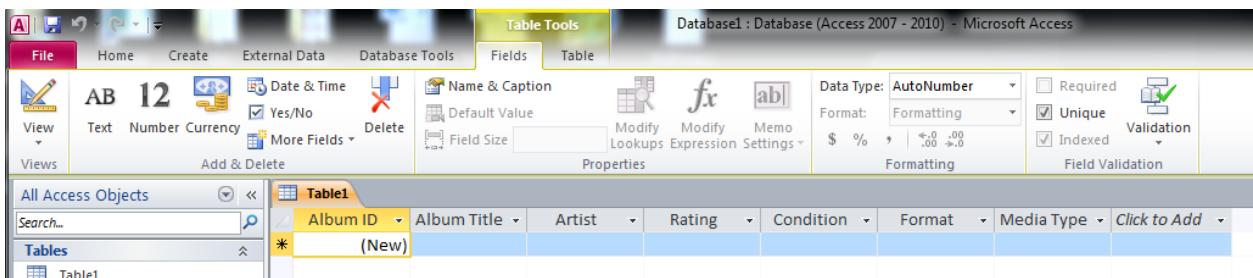 A Table Tools Database1 : Database (Access 2007 - 2010) - Microsoft Access
File Home Create External Data Database Tools Fields Table
View
Views
AB
Text
12
Number
Currency
Date & Time
Yes/No
More Fields
Delete
Add & Delete
Name & Caption
Default Value
Field Size
Modify
Lookups
fx
Modify
Expression
ab
Memo
Settings
Properties
Data Type: AutoNumber
Format: Formatting
$ % , .0 .00 .00 .0
Formatting
Required
Unique
Indexed
Validation
Field Validation
All Access Objects «
Search...
Tables
Table1
Table1
Album ID Album Title Artist Rating Condition Format Media Type Click to Add
* (New)